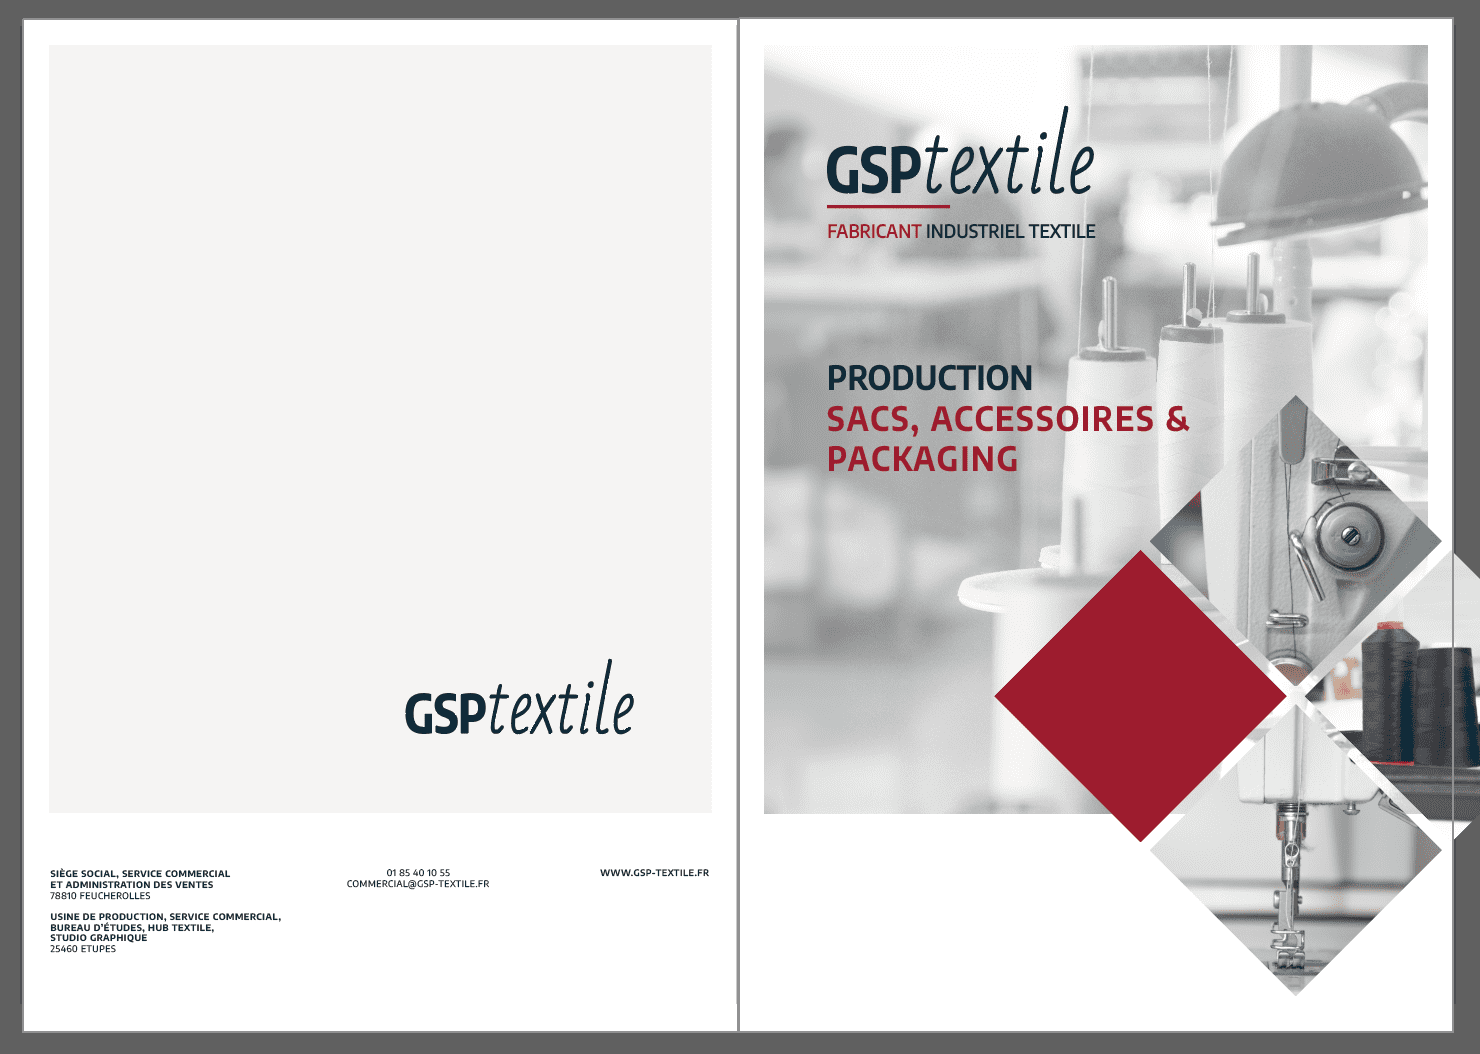 GSPtextile
SIÈGE SOCIAL, SERVICE COMMERCIAL
ET ADMINISTRATION DES VENTES
78810 FEUCHEROLLES
USINE DE PRODUCTION, SERVICE COMMERCIAL,
BUREAU D'ÉTUDES, HUB TEXTILE,
STUDIO GRAPHIQUE
25460 ETUPES
01 85 40 10 55
COMMERCIAL@GSP-TEXTILE.FR
WWW.GSP-TEXTILE.FR
GSPtextile
FABRICANT INDUSTRIEL TEXTILE
PRODUCTION
SACS, ACCESSOIRES &
PACKAGING